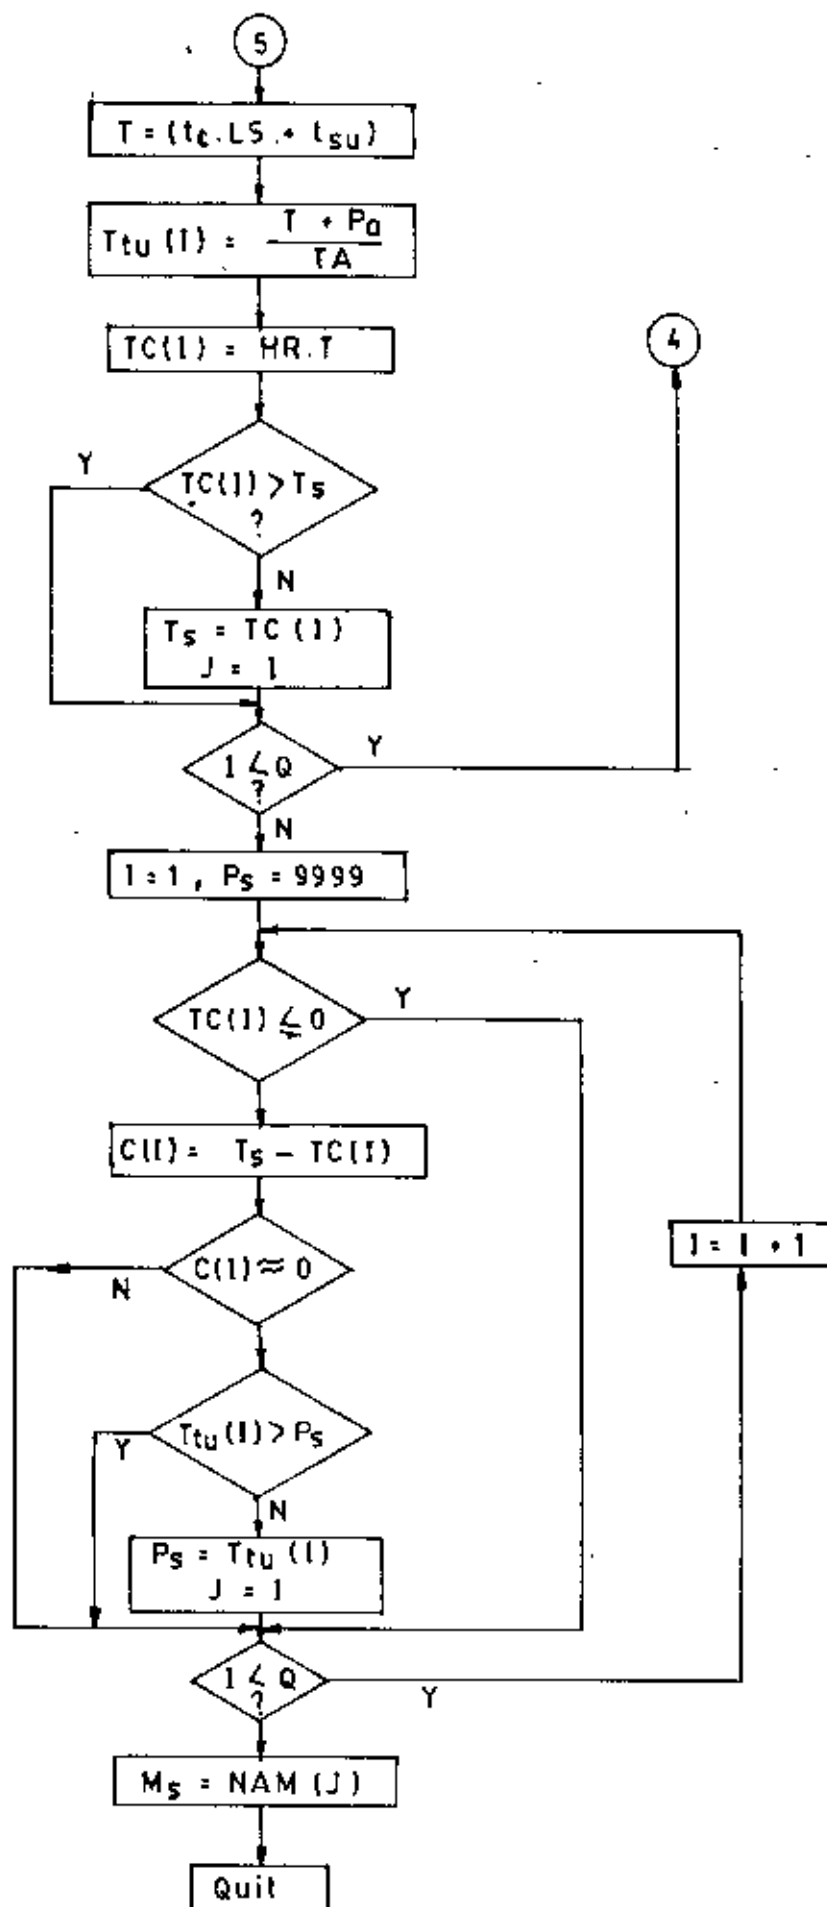 5
T = (tc . LS . + tsu)
Ttu (I) = T + Pa / TA
TC(I) = HR . T
4
Y
TC(I) > Ts
?
N
Ts = TC (I)
J = I
I < Q
?
Y
N
I = 1 , Ps = 9999
TC(I) ≤ 0
Y
C(I) = Ts – TC(I)
I = I + 1
C(I) ≈ 0
N
Ttu (I) > Ps
Y
N
Ps = Ttu (I)
J = I
I < Q
?
Y
Ms = NAM (J)
Quit